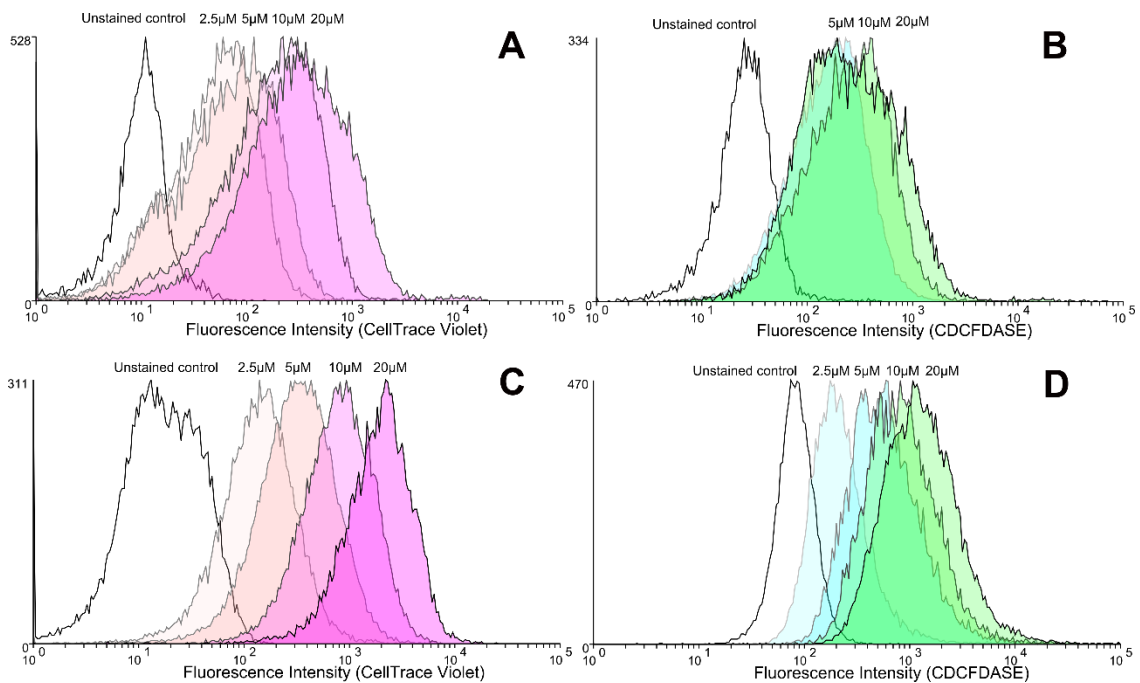 Unstained control 2.5µM 5µM 10µM 20µM
A
528
0
10 0 10 1 10 2 10 3 10 4 10 5
Fluorescence Intensity (CellTrace Violet)
Unstained control 5µM 10µM 20µM
B
334
0
10 0 10 1 10 2 10 3 10 4 10 5
Fluorescence Intensity (CDCFDASE)
Unstained control 2.5µM 5µM 10µM 20µM
C
311
0
10 0 10 1 10 2 10 3 10 4 10 5
Fluorescence Intensity (CellTrace Violet)
Unstained control 2.5µM 5µM 10µM 20µM
D
470
0
10 0 10 1 10 2 10 3 10 4 10 5
Fluorescence Intensity (CDCFDASE)